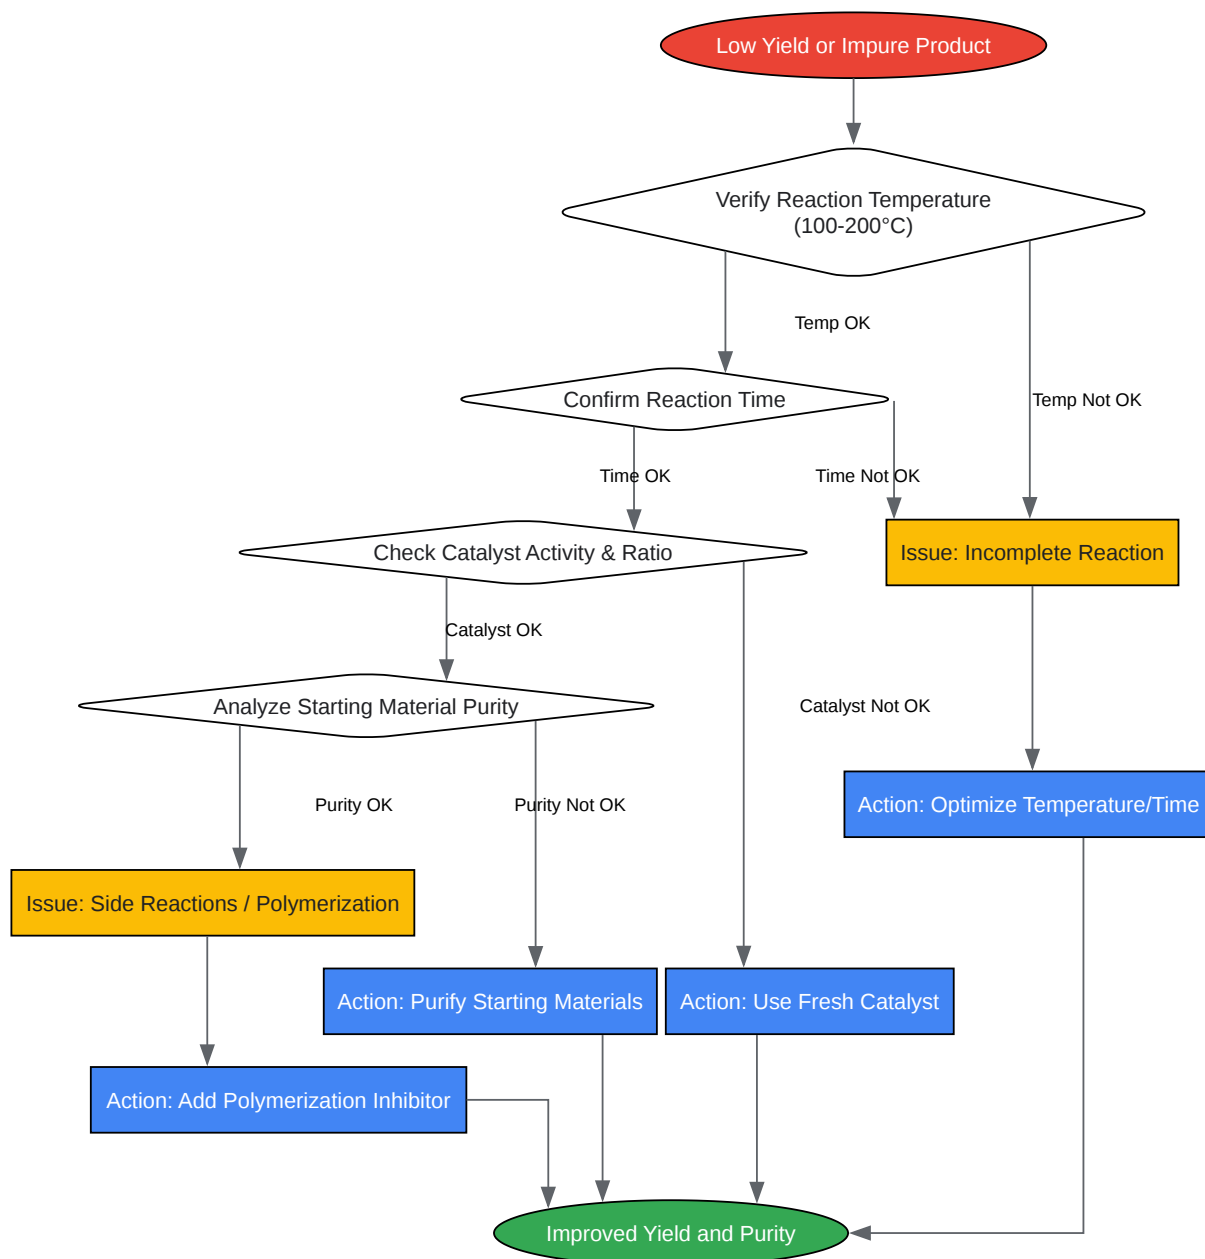 Low Yield or Impure Product
Verify Reaction Temperature
(100-200°C)
Temp OK
Confirm Reaction Time
Temp Not OK
Time OK
Time Not OK
Check Catalyst Activity & Ratio
Issue: Incomplete Reaction
Catalyst OK
Analyze Starting Material Purity
Catalyst Not OK
Purity OK
Purity Not OK
Action: Optimize Temperature/Time
Issue: Side Reactions / Polymerization
Action: Purify Starting Materials
Action: Use Fresh Catalyst
Action: Add Polymerization Inhibitor
Improved Yield and Purity